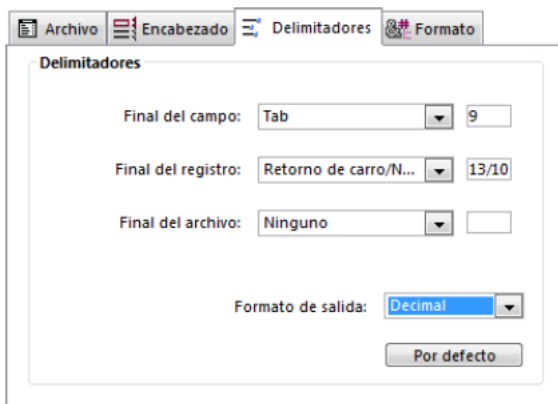 Archivo Encabezado Delimitadores Formato
Delimitadores
Final del campo: Tab 9
Final del registro: Retorno de carro/N... 13/10
Final del archivo: Ninguno
Formato de salida: Decimal
Por defecto